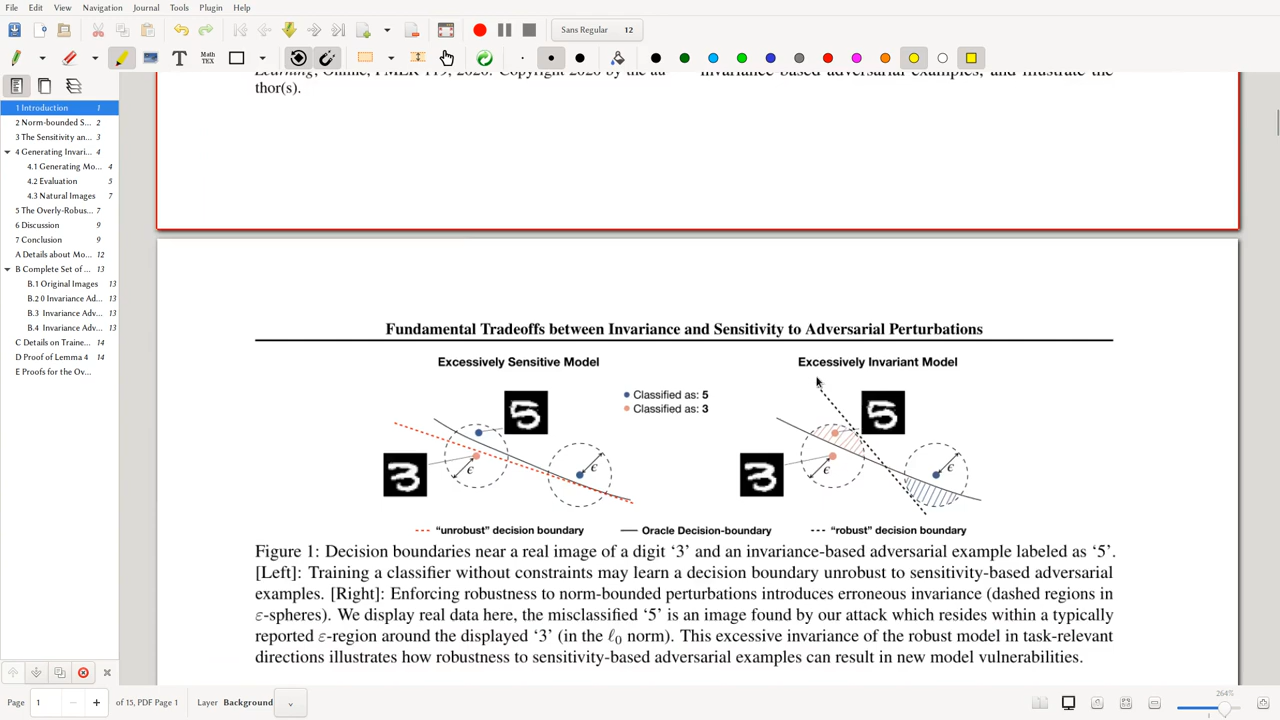 File Edit View Navigation Journal Tools Plugin Help
Sans Regular 12
Math
TEX
1 Introduction 1
2 Norm-bounded S... 2
3 The Sensitivity an... 3
4 Generating Invari... 4
4.1 Generating Mo... 4
4.2 Evaluation 5
4.3 Natural Images 7
5 The Overly-Robus... 7
6 Discussion 9
7 Conclusion 9
A Details about Mo... 12
B Complete Set of ... 13
B.1 Original Images 13
B.2 0 Invariance Ad... 13
B.3 Invariance Adv... 13
B.4 Invariance Adv... 13
C Details on Traine... 14
D Proof of Lemma 4 14
E Proofs for the Ov...
Learning, Online, PMLR 119, 2020. Copyright 2020 by the au-
thor(s).
invariance-based adversarial examples, and illustrate the
Fundamental Tradeoffs between Invariance and Sensitivity to Adversarial Perturbations
Excessively Sensitive Model
Excessively Invariant Model
Classified as: 5
Classified as: 3
5
3
ϵ
ϵ
5
3
ϵ
ϵ
"unrobust" decision boundary
Oracle Decision-boundary
"robust" decision boundary
Figure 1: Decision boundaries near a real image of a digit ‘3’ and an invariance-based adversarial example labeled as ‘5’.
[Left]: Training a classifier without constraints may learn a decision boundary unrobust to sensitivity-based adversarial
examples. [Right]: Enforcing robustness to norm-bounded perturbations introduces erroneous invariance (dashed regions in
ε-spheres). We display real data here, the misclassified ‘5’ is an image found by our attack which resides within a typically
reported ε-region around the displayed ‘3’ (in the ℓ0 norm). This excessive invariance of the robust model in task-relevant
directions illustrates how robustness to sensitivity-based adversarial examples can result in new model vulnerabilities.
Page 1 of 15, PDF Page 1 Layer Background
264%